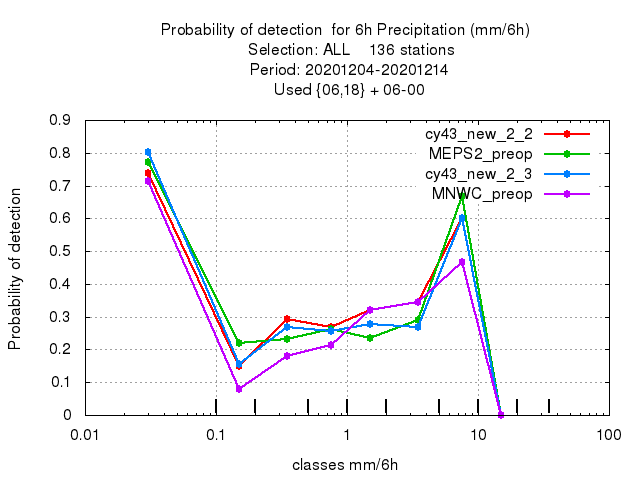 Probability of detection  for 6h Precipitation (mm/6h)
Selection: ALL    136 stations
Period: 20201204-20201214
Used {06,18} + 06-00
cy43_new_2_2
MEPS2_preop
cy43_new_2_3
MNWC_preop
Probability of detection
0.9
0.8
0.7
0.6
0.5
0.4
0.3
0.2
0.1
0
0.01 0.1 1 10 100
classes mm/6h